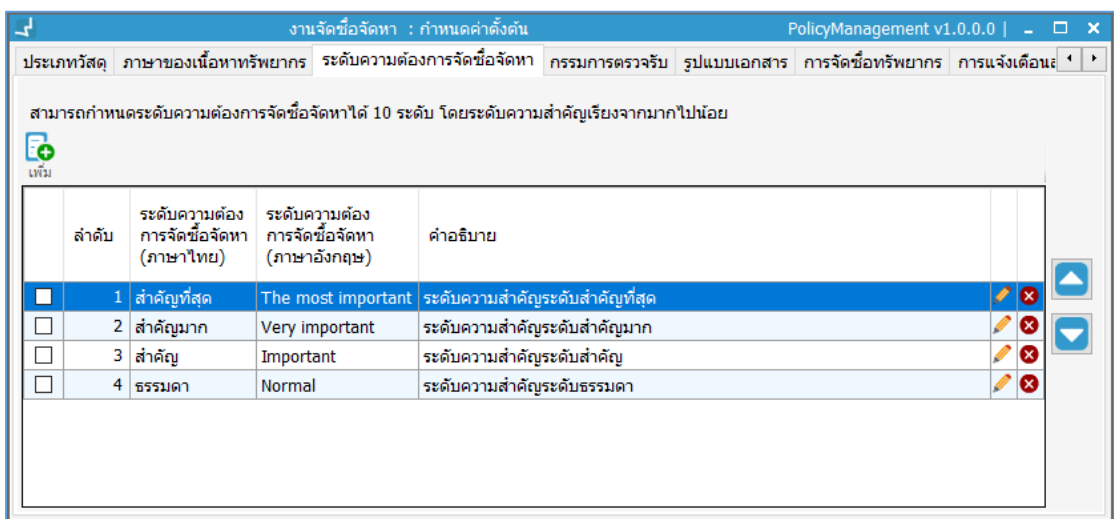 งานจัดซื้อจัดหา : กำหนดค่าตั้งต้น PolicyManagement v1.0.0.0 |
ประเภทวัสดุ ภาษาของเนื้อหาทรัพยากร ระดับความต้องการจัดซื้อจัดหา กรรมการตรวจรับ รูปแบบเอกสาร การจัดซื้อทรัพยากร การแจ้งเตือน
สามารถกำหนดระดับความต้องการจัดซื้อจัดหาได้ 10 ระดับ โดยระดับความสำคัญเรียงจากมากไปน้อย
เพิ่ม
ลำดับ ระดับความต้อง ระดับความต้อง คำอธิบาย
การจัดซื้อจัดหา การจัดซื้อจัดหา
(ภาษาไทย) (ภาษาอังกฤษ)
1 สำคัญที่สุด The most important ระดับความสำคัญระดับสำคัญที่สุด
2 สำคัญมาก Very important ระดับความสำคัญระดับสำคัญมาก
3 สำคัญ Important ระดับความสำคัญระดับสำคัญ
4 ธรรมดา Normal ระดับความสำคัญระดับธรรมดา